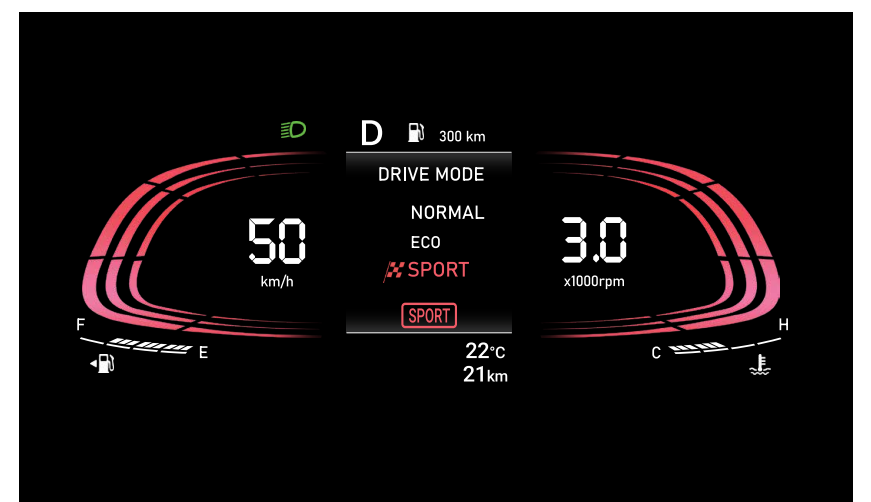 D 300 km
DRIVE MODE
NORMAL
ECO
SPORT
SPORT
50
km/h
3.0
x1000rpm
F
E
C
H
22°C
21km